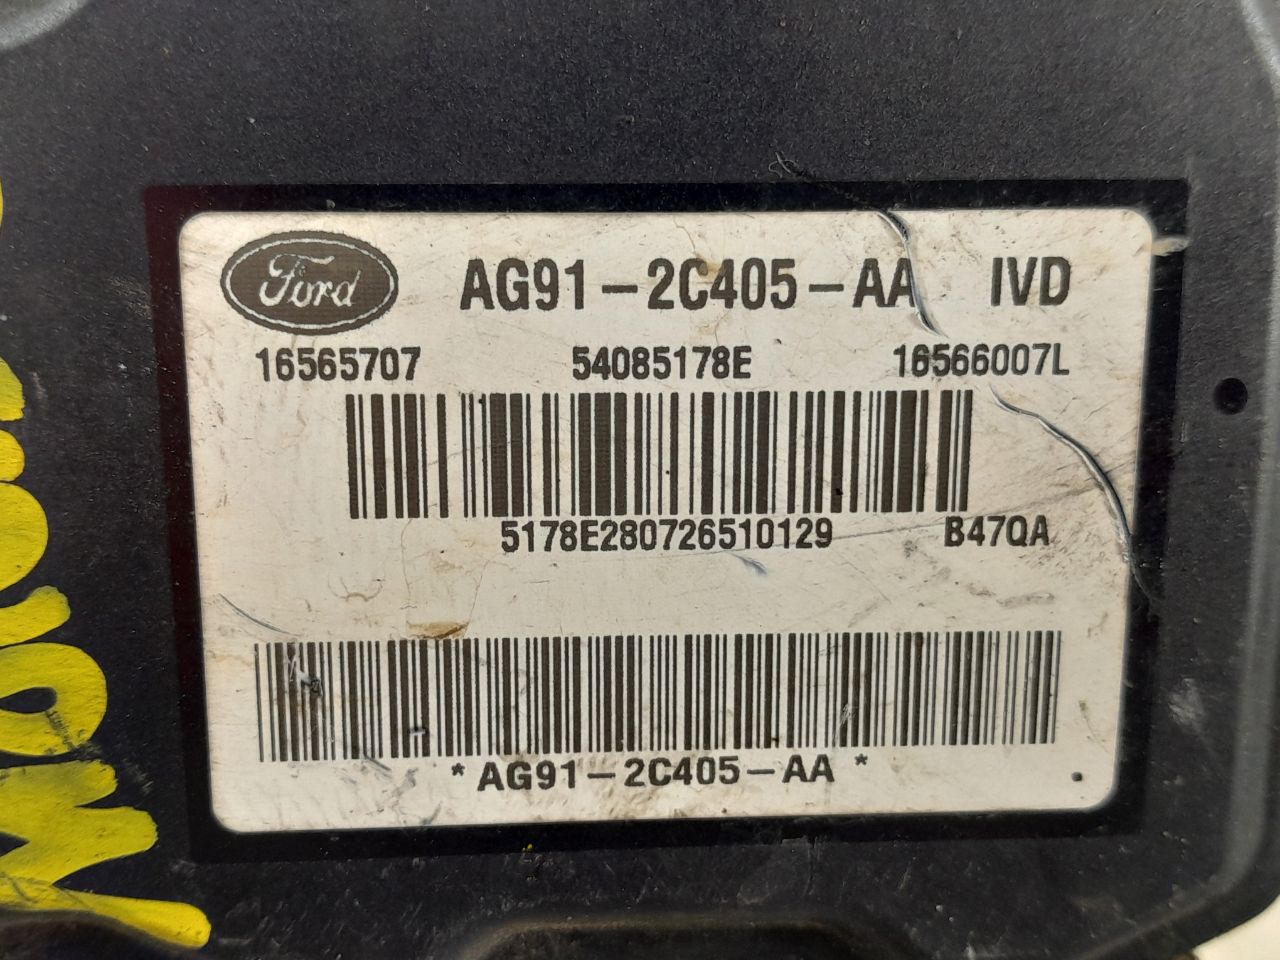 Ford AG91-2C405-AA IVD
16565707 54085178E 16566007L
5178E280726510129 B47QA
* AG91-2C405-AA *